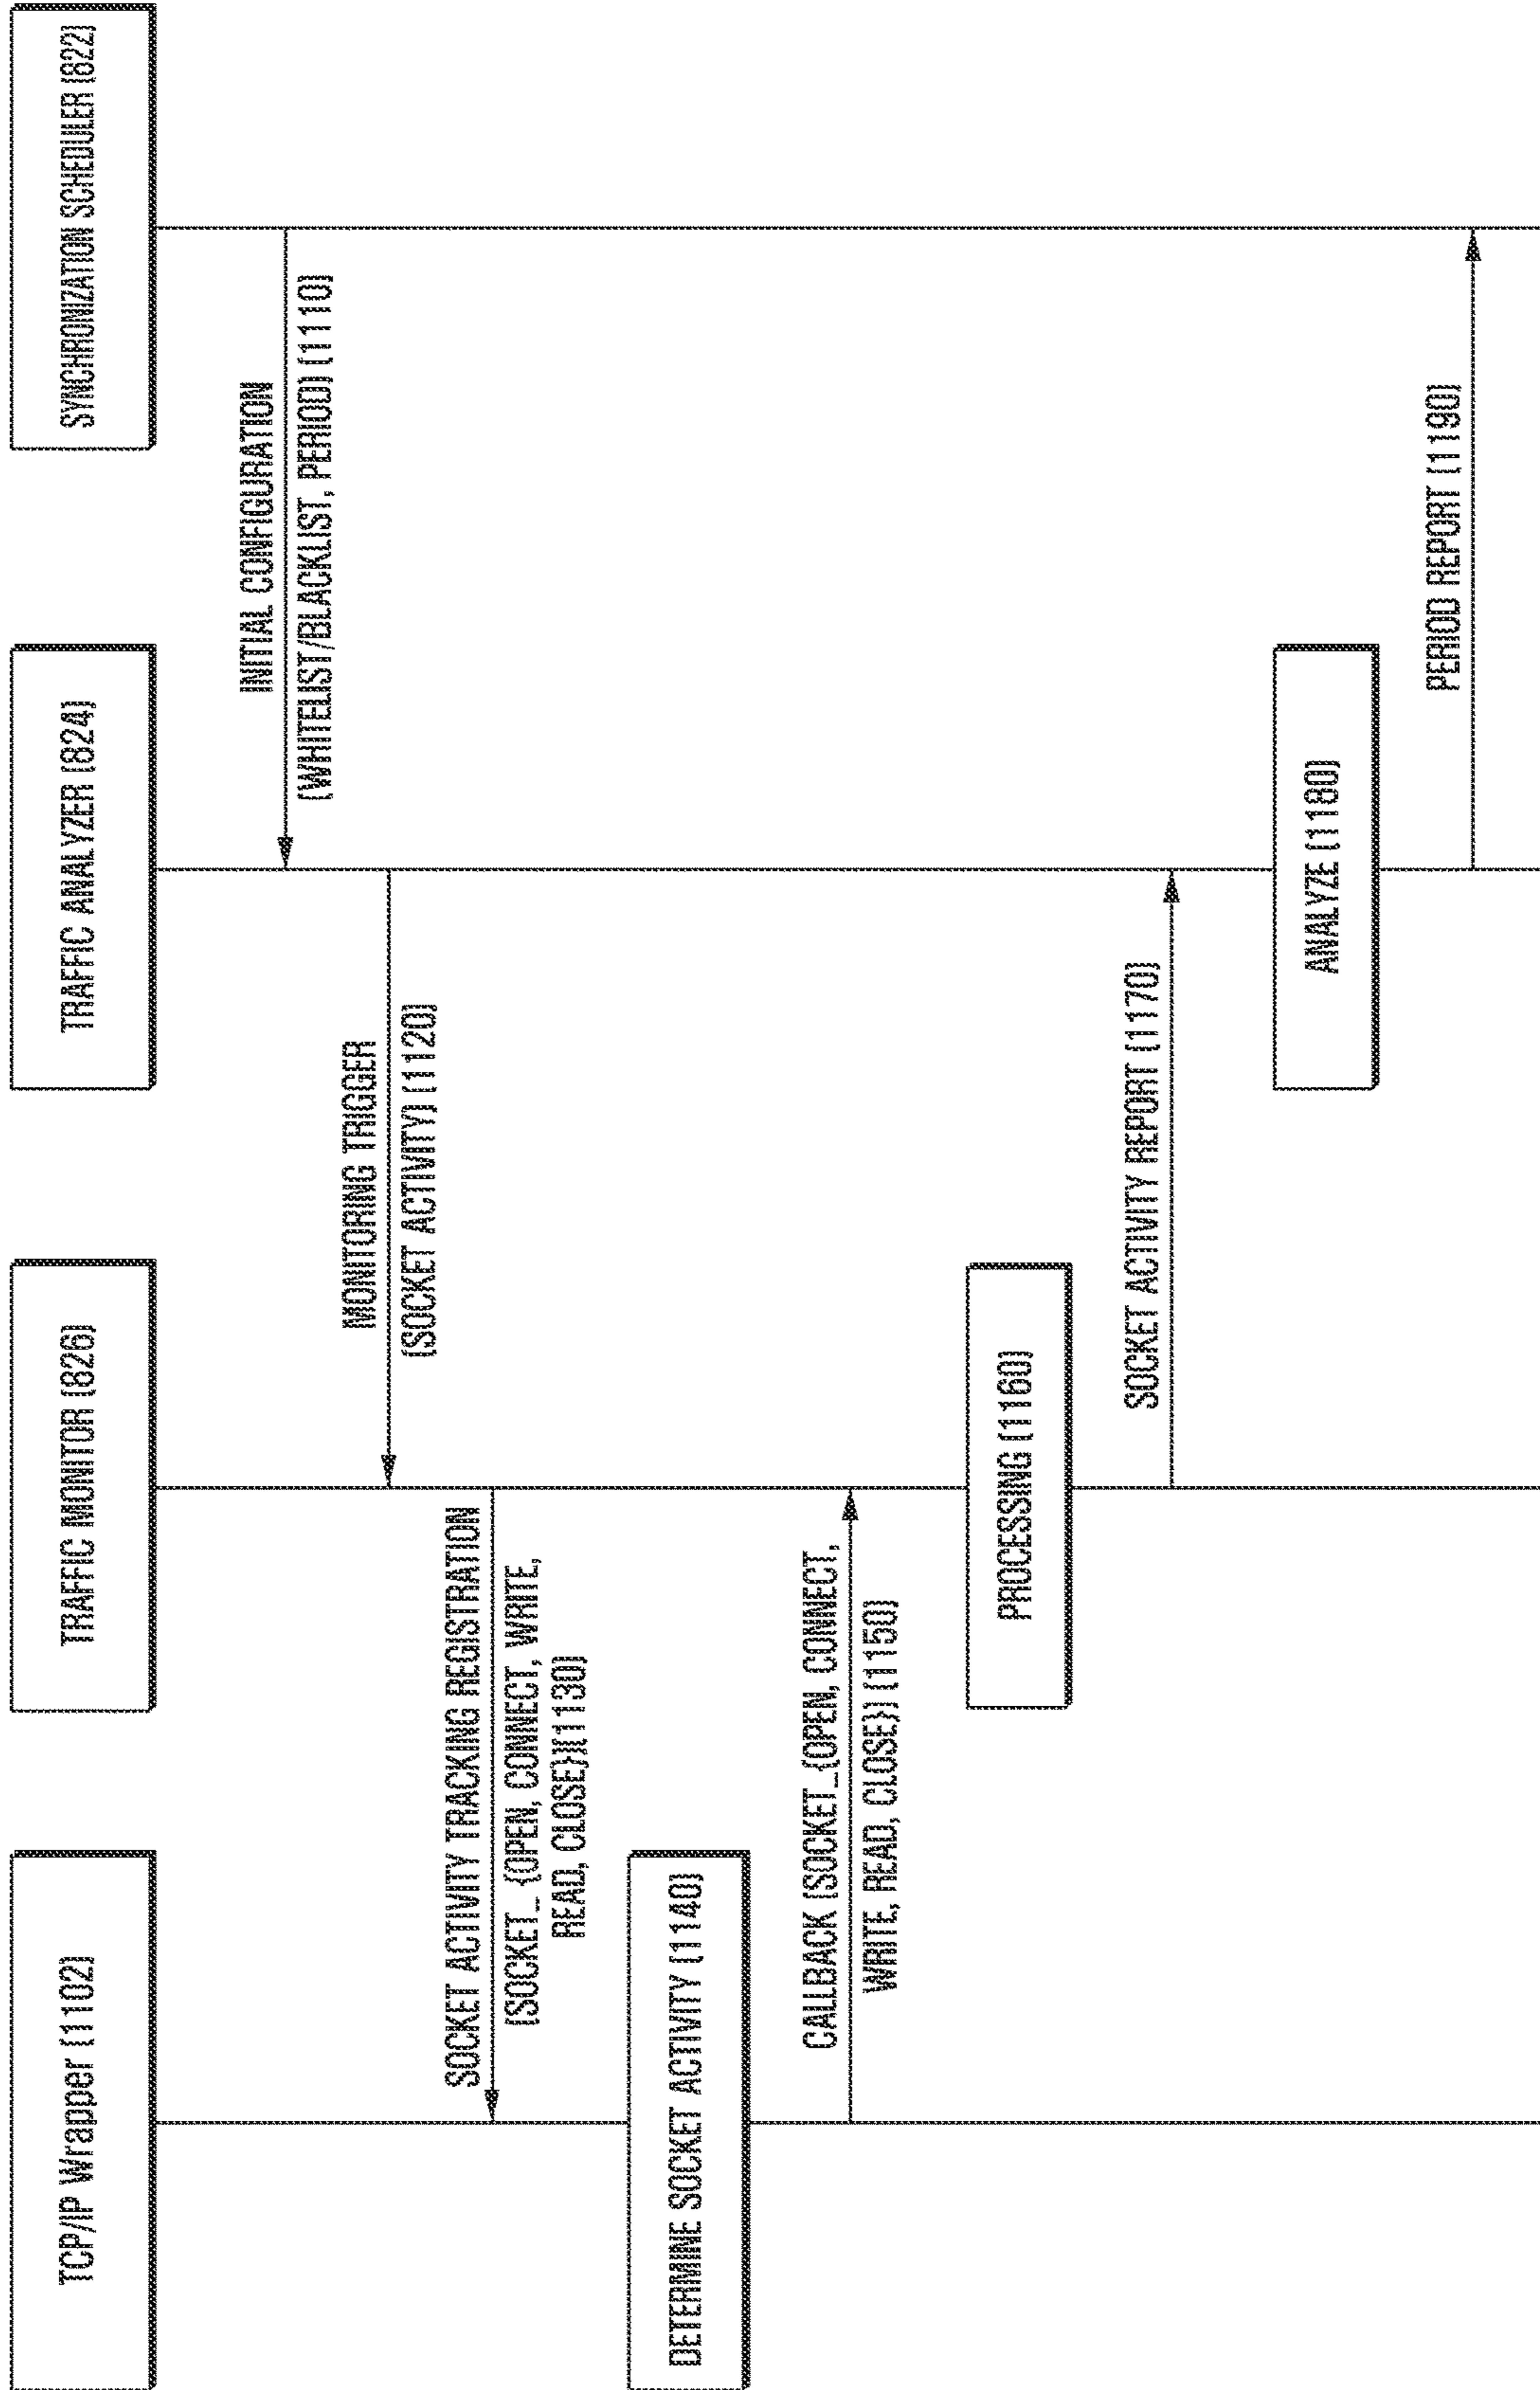 TCP/IP Wrapper (1102)
TRAFFIC MONITOR (826)
TRAFFIC ANALYZER (824)
SYNCHRONIZATION SCHEDULER (822)
INITIAL CONFIGURATION
(WHITELIST/BLACKLIST, PERIOD) (1110)
MONITORING TRIGGER
(SOCKET ACTIVITY) (1120)
SOCKET ACTIVITY TRACKING REGISTRATION
(SOCKET_ {OPEN, CONNECT, WRITE,
READ, CLOSE})(1130)
DETERMINE SOCKET ACTIVITY (1140)
CALLBACK (SOCKET_{OPEN, CONNECT,
WRITE, READ, CLOSE}) (1150)
PROCESSING (1160)
SOCKET ACTIVITY REPORT (1170)
ANALYZE (1180)
PERIOD REPORT (1190)